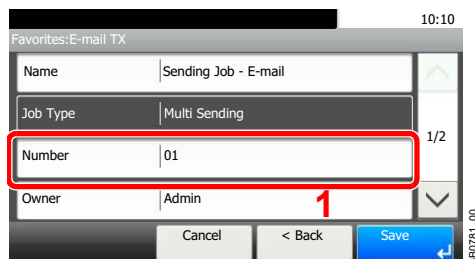 10:10
Favorites:E-mail TX
Name Sending Job - E-mail
Job Type Multi Sending
1/2
Number 01
Owner Admin
1
Cancel < Back Save